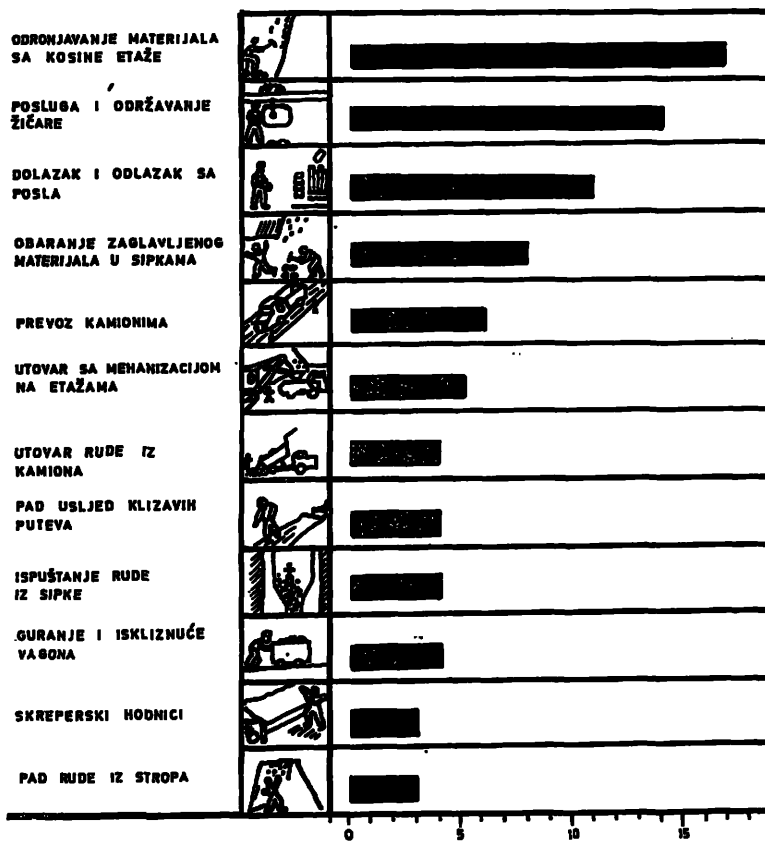 ODRONJAVANJE MATERIJALA
SA KOSINE ETAŽE
POSLUGA I ODRŽAVANJE
ŽIČARE
DOLAZAK I ODLAZAK SA
POSLA
OBARANJE ZAGLAVLJENOG
MATERIJALA U SIPKAMA
PREVOZ KAMIONIMA
UTOVAR SA MEHANIZACIJOM
NA ETAŽAMA
UTOVAR RUDE IZ
KAMIONA
PAD USLJED KLIZAVIH
PUTEVA
ISPUŠTANJE RUDE
IZ SIPKE
GURANJE I ISKLIZNUĆE
VAGONA
SKREPERSKI HODNICI
PAD RUDE IZ STROPA
0 5 10 15